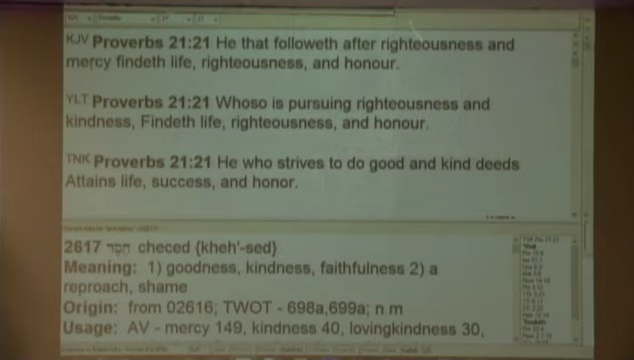 KJV Proverbs 21:21 He that followeth after righteousness and
mercy findeth life, righteousness, and honour.
YLT Proverbs 21:21 Whoso is pursuing righteousness and
kindness, Findeth life, righteousness, and honour.
TNK Proverbs 21:21 He who strives to do good and kind deeds
Attains life, success, and honor.
2617 חסד checed {kheh'-sed}
Meaning: 1) goodness, kindness, faithfulness 2) a
reproach, shame
Origin: from 02616; TWOT - 698a,699a; n m
Usage: AV - mercy 149, kindness 40, lovingkindness 30,